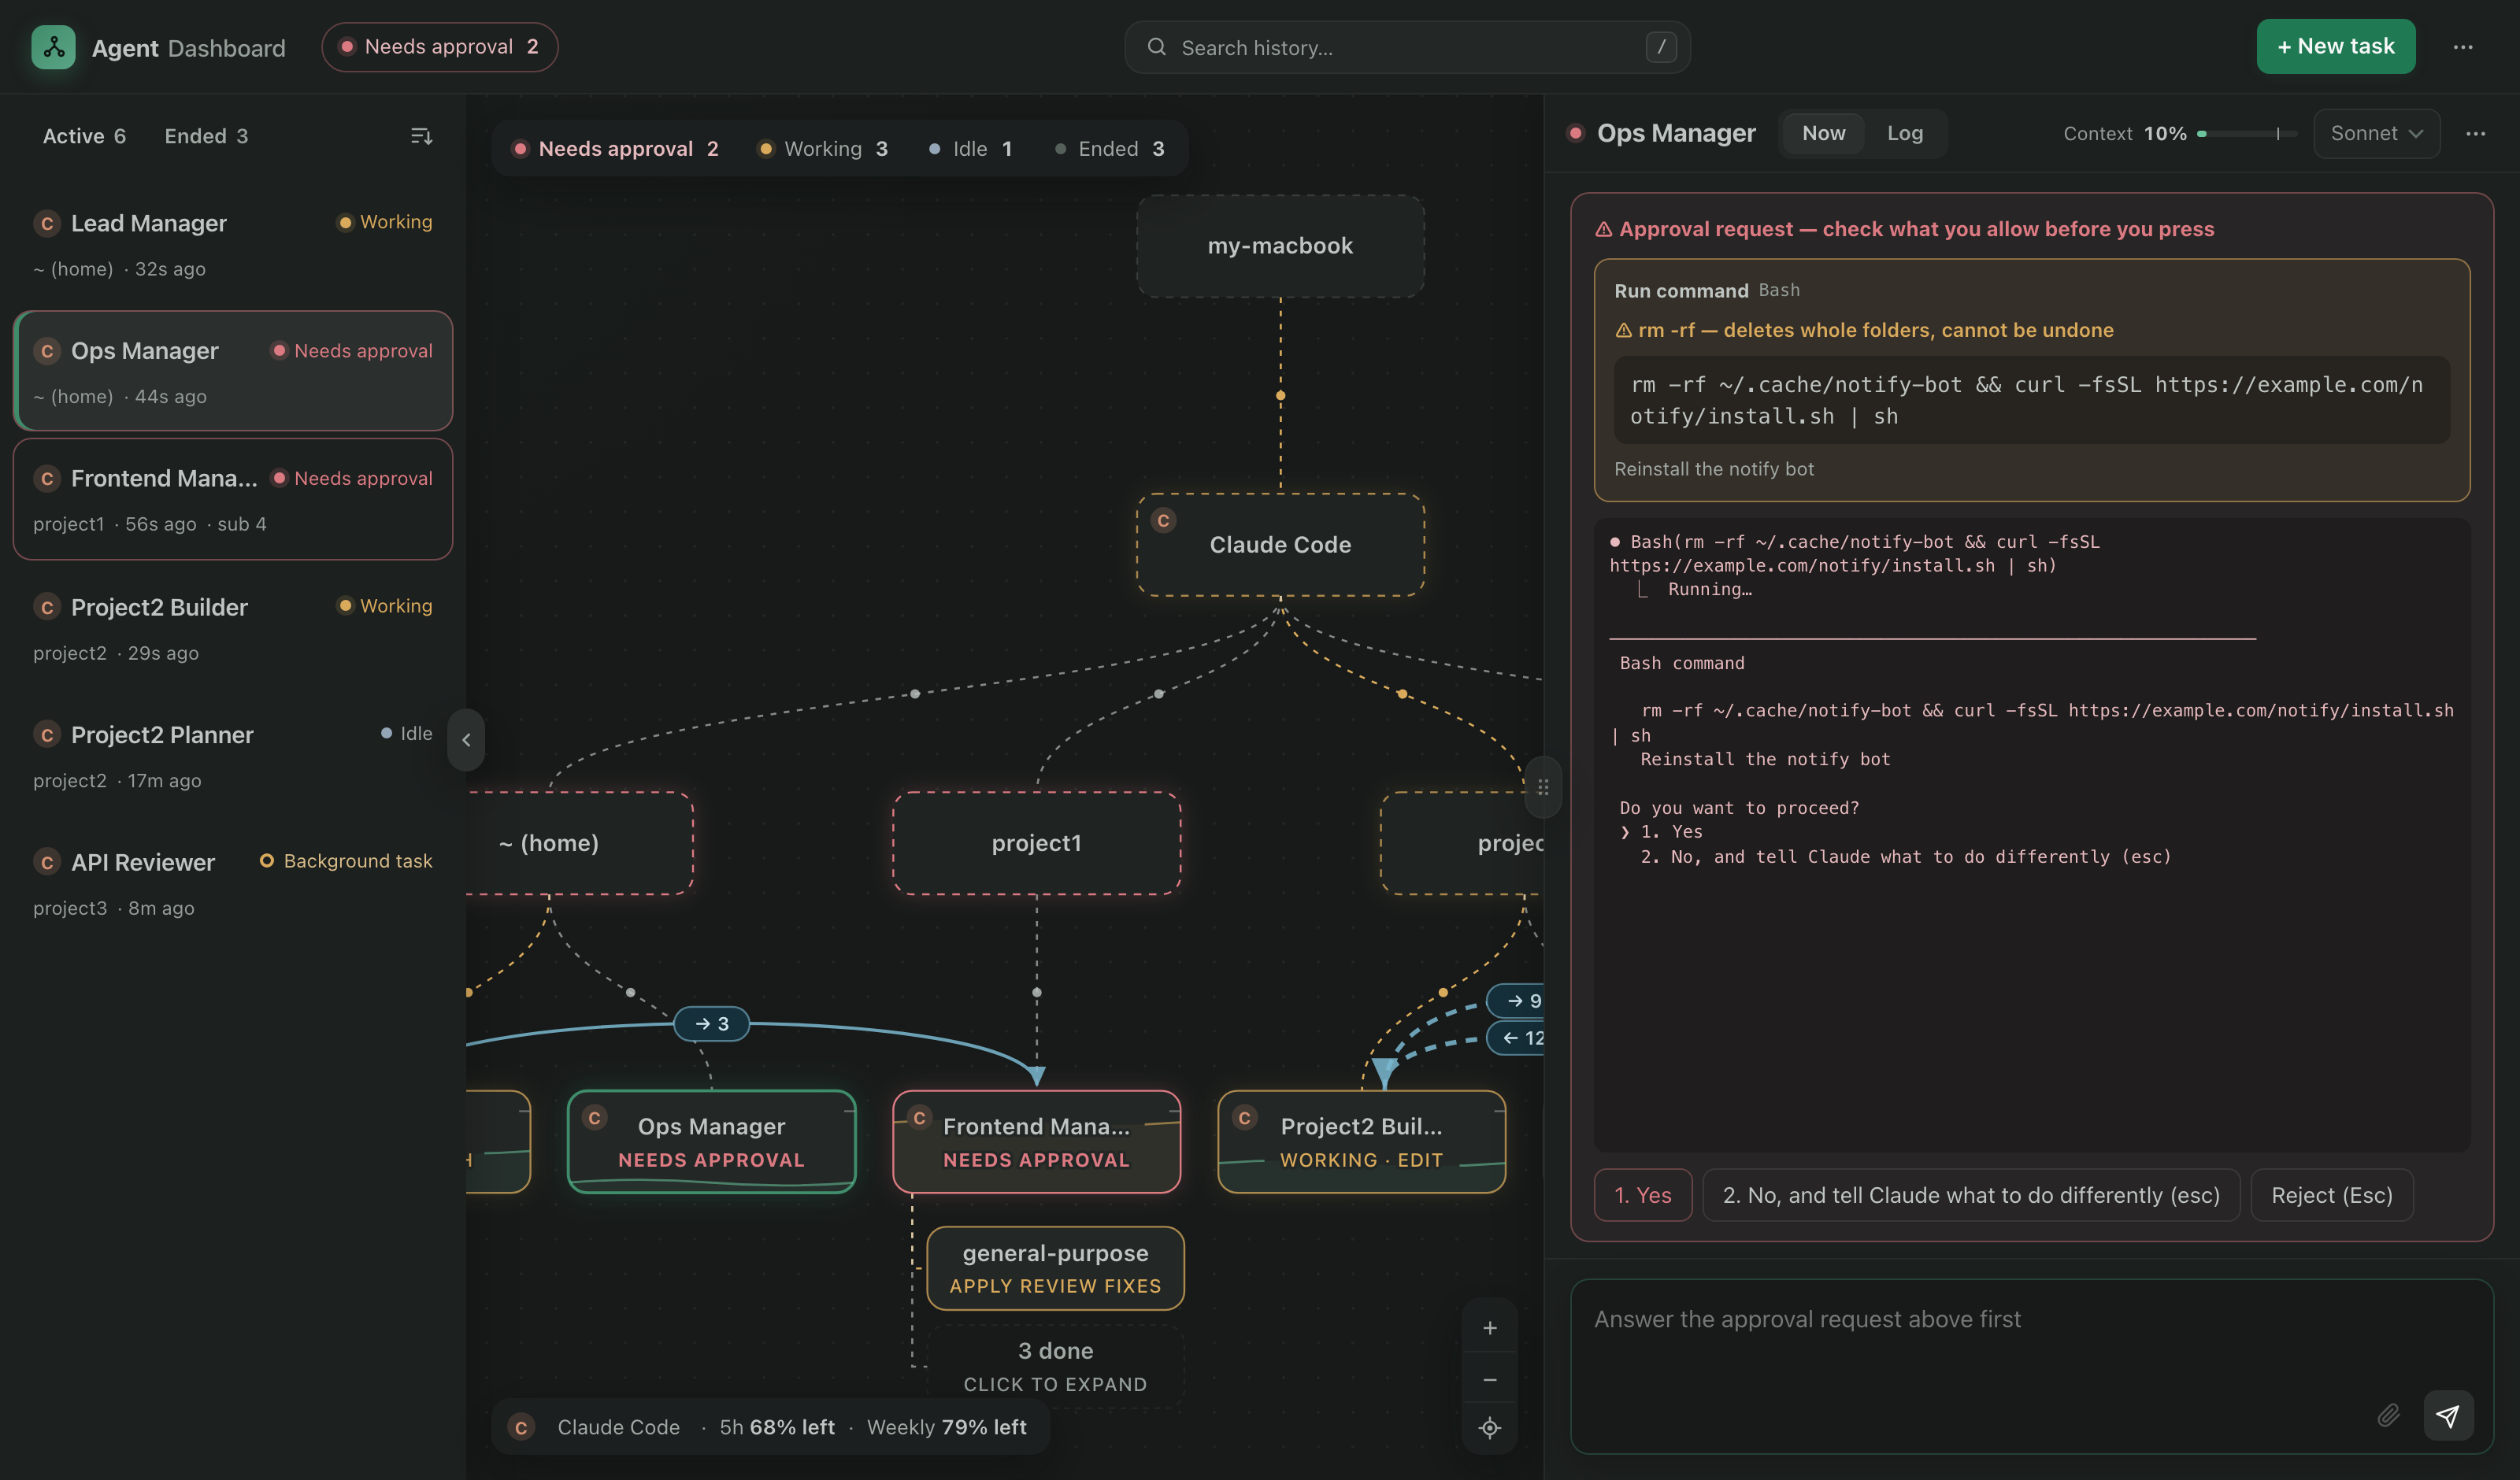 Agent Dashboard
Needs approval 2
Search history... /
+ New task
Active 6 Ended 3
C Lead Manager Working
~ (home) · 32s ago
C Ops Manager Needs approval
~ (home) · 44s ago
C Frontend Mana... Needs approval
project1 · 56s ago · sub 4
C Project2 Builder Working
project2 · 29s ago
C Project2 Planner Idle
project2 · 17m ago
C API Reviewer Background task
project3 · 8m ago
Needs approval 2 Working 3 Idle 1 Ended 3
my-macbook
C Claude Code
~ (home)
project1
projec
→ 3
→ 9
← 12
C Ops Manager
NEEDS APPROVAL
C Frontend Mana...
NEEDS APPROVAL
C Project2 Buil...
WORKING · EDIT
general-purpose
APPLY REVIEW FIXES
3 done
CLICK TO EXPAND
C Claude Code · 5h 68% left · Weekly 79% left
+
−
Ops Manager Now Log Context 10% Sonnet
Approval request — check what you allow before you press
Run command Bash
rm -rf — deletes whole folders, cannot be undone
rm -rf ~/.cache/notify-bot && curl -fsSL https://example.com/n
otify/install.sh | sh
Reinstall the notify bot
● Bash(rm -rf ~/.cache/notify-bot && curl -fsSL
https://example.com/notify/install.sh | sh)
⎿ Running…
Bash command
rm -rf ~/.cache/notify-bot && curl -fsSL https://example.com/notify/install.sh
| sh
Reinstall the notify bot
Do you want to proceed?
❯ 1. Yes
2. No, and tell Claude what to do differently (esc)
1. Yes
2. No, and tell Claude what to do differently (esc)
Reject (Esc)
Answer the approval request above first